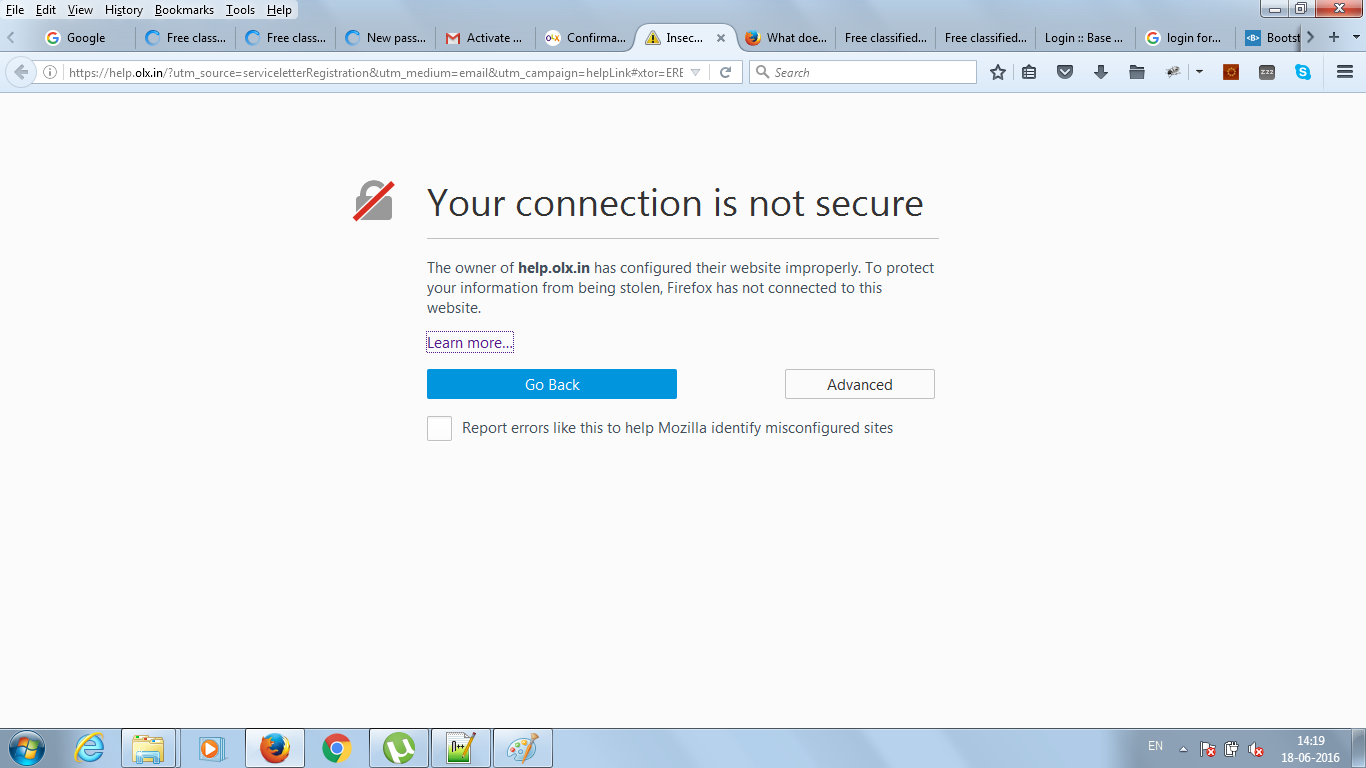 File Edit View History Bookmarks Tools Help
Google Free class... Free class... New pass... Activate ... Confirma... Insec... What doe... Free classified... Free classified... Login :: Base ... login for... Bootst
https://help.olx.in/?utm_source=serviceletterRegistration&utm_medium=email&utm_campaign=helpLink#xtor=ERE Search
Your connection is not secure
The owner of help.olx.in has configured their website improperly. To protect
your information from being stolen, Firefox has not connected to this
website.
Learn more...
Go Back Advanced
Report errors like this to help Mozilla identify misconfigured sites
EN 14:19
18-06-2016